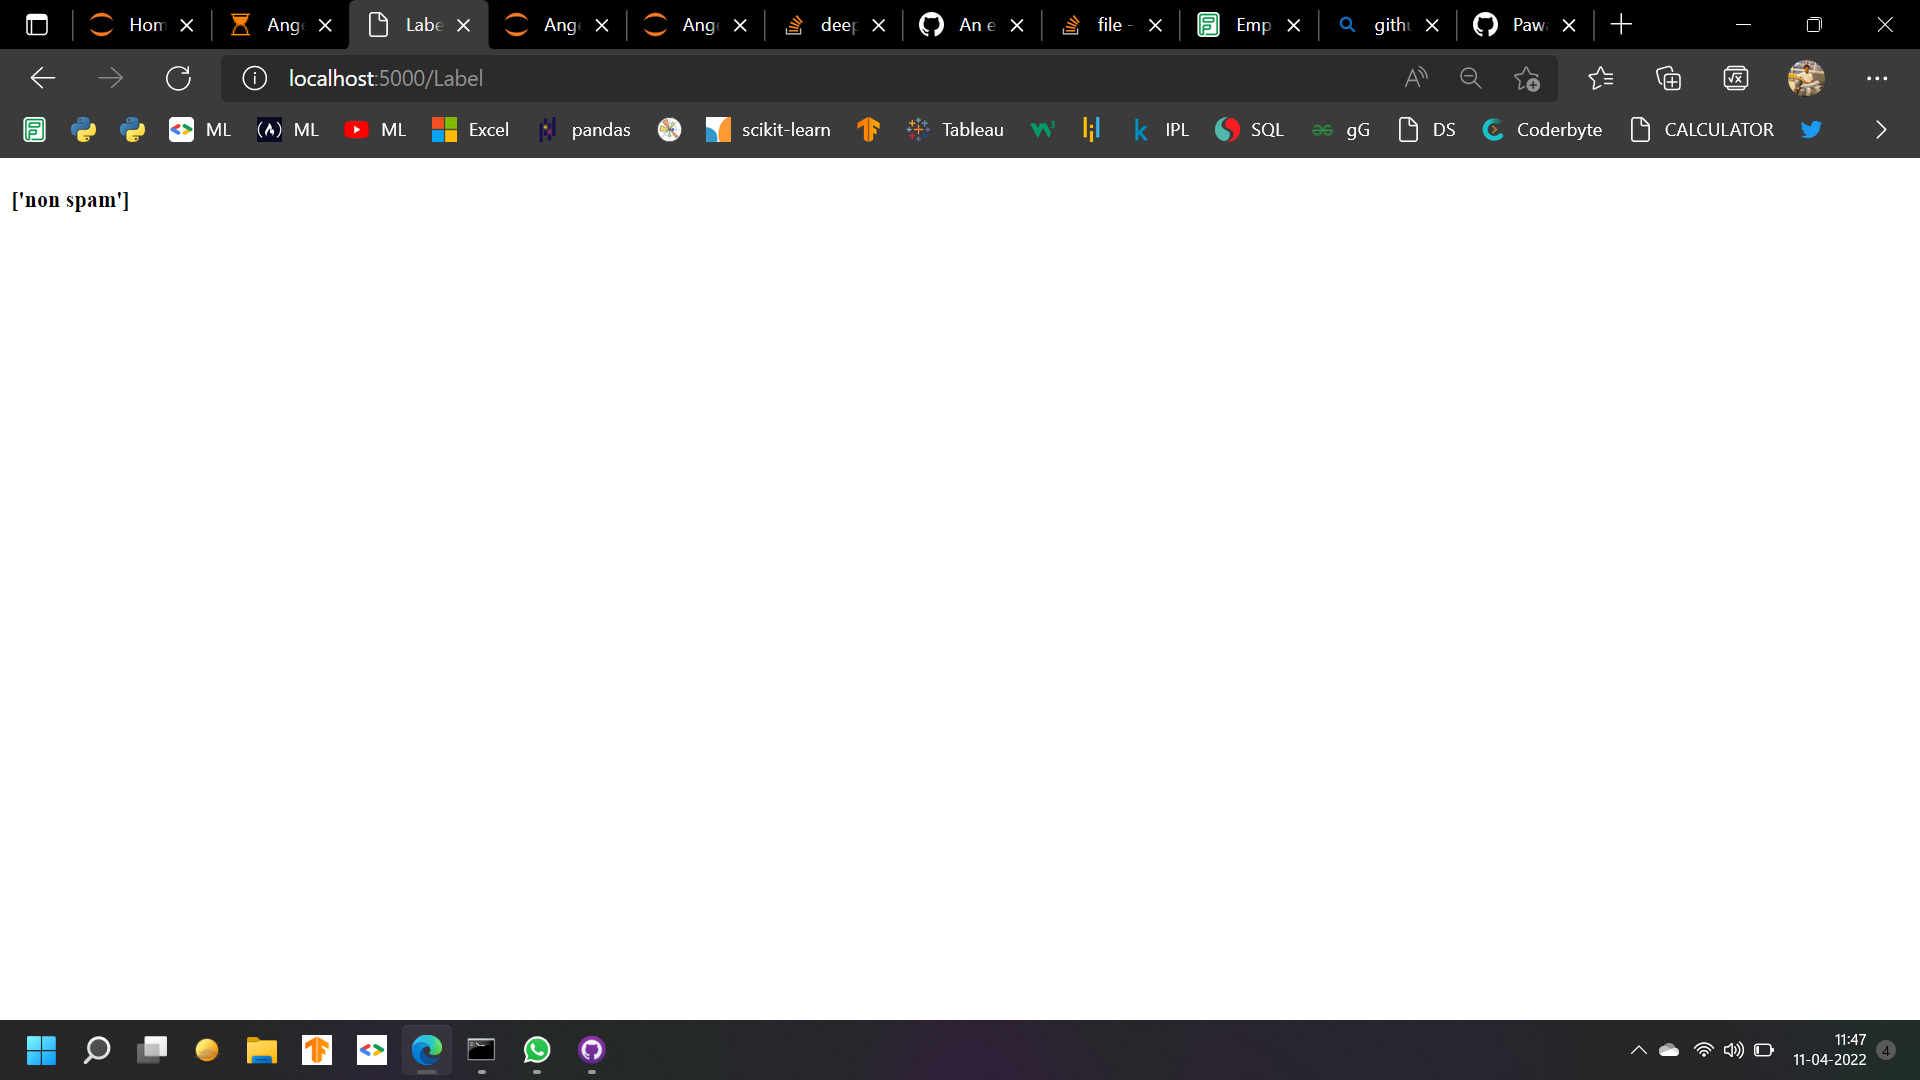 Hom
Ang
Labe
Ang
Ang
deep
An e
file -
Emp
githu
Pawa
localhost:5000/Label
ML
ML
ML
Excel
pandas
scikit-learn
Tableau
IPL
SQL
gG
DS
Coderbyte
CALCULATOR
['non spam']
11:47
11-04-2022
4